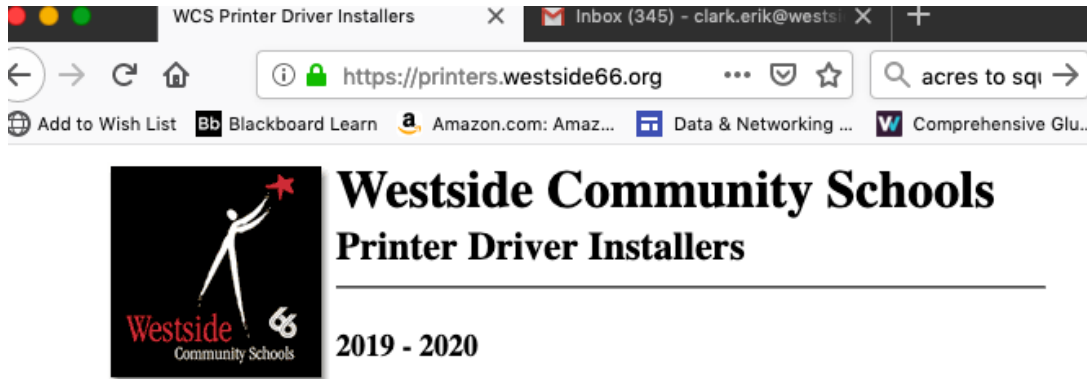 WCS Printer Driver Installers
Inbox (345) - clark.erik@westsi
https://printers.westside66.org
acres to squ
Add to Wish List
Bb Blackboard Learn
a Amazon.com: Amaz...
Data & Networking ...
W Comprehensive Glu..
Westside Community Schools
Printer Driver Installers
Westside 66
Community Schools
2019 - 2020